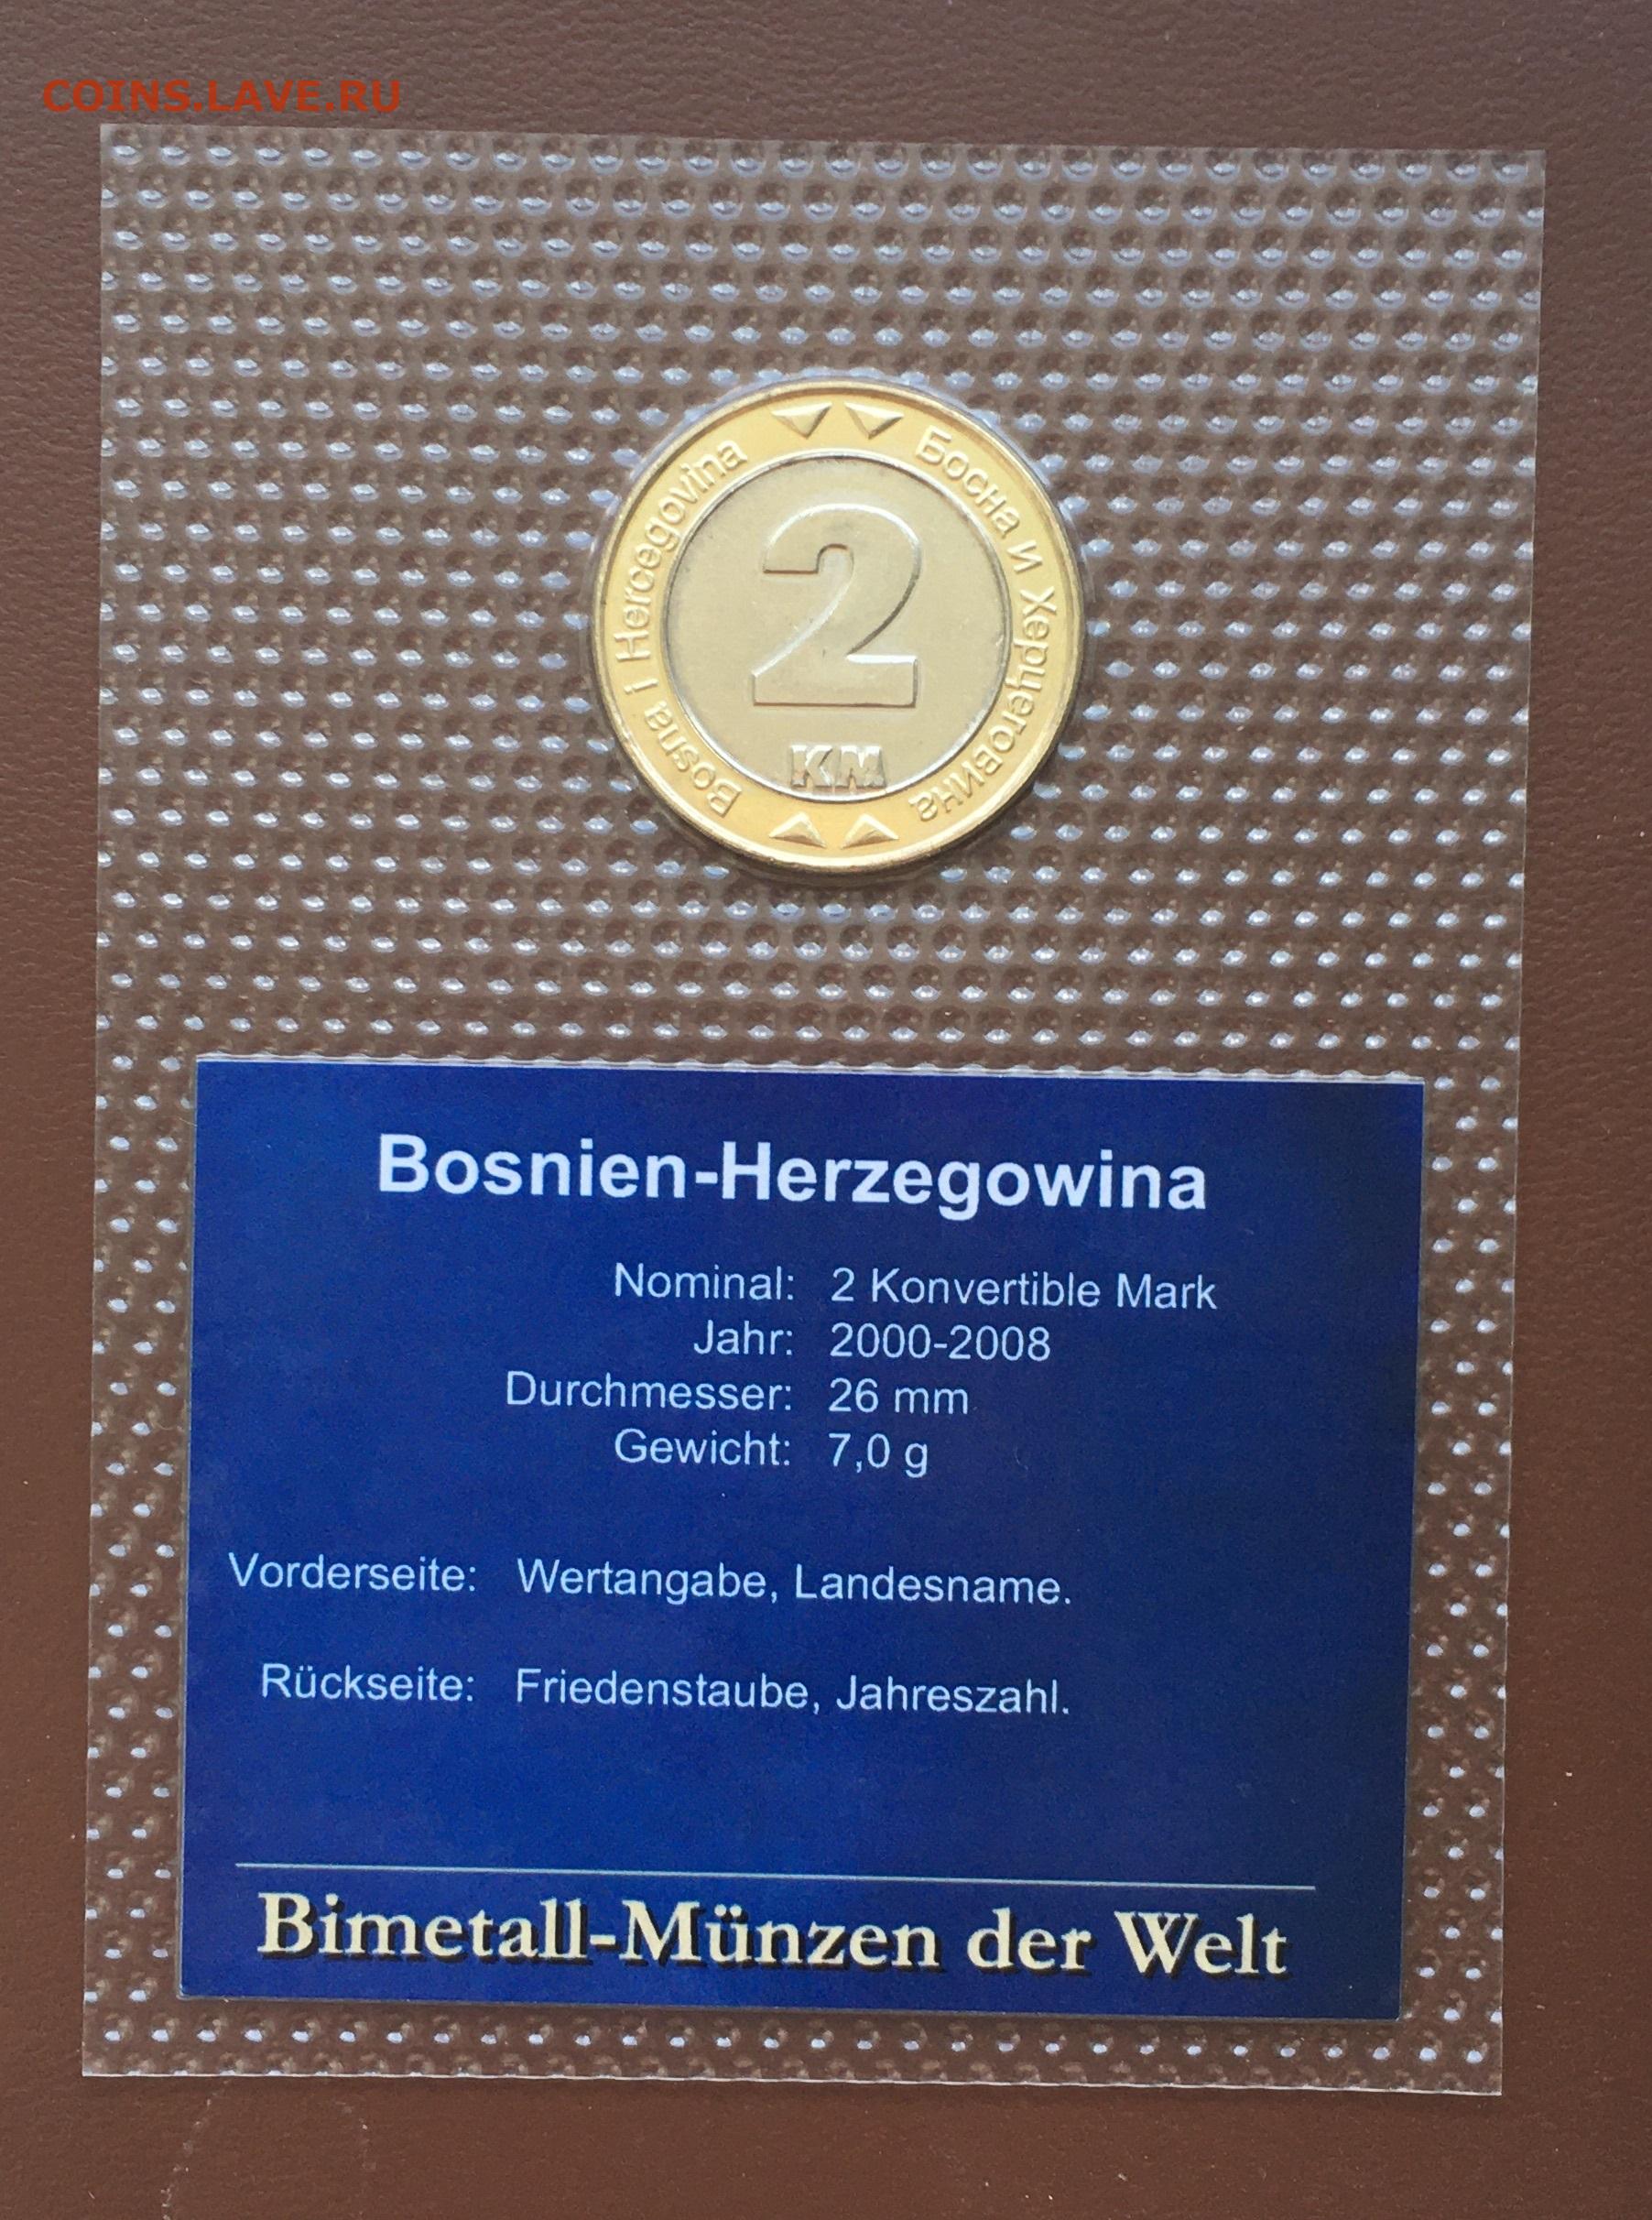 COINS.LAVE.RU
Bosna i Hercegovina
Босна и Херцеговина
2
KM
Bosnien-Herzegowina
Nominal: 2 Konvertible Mark
Jahr: 2000-2008
Durchmesser: 26 mm
Gewicht: 7,0 g
Vorderseite: Wertangabe, Landesname.
Rückseite: Friedenstaube, Jahreszahl.
Bimetall-Münzen der Welt